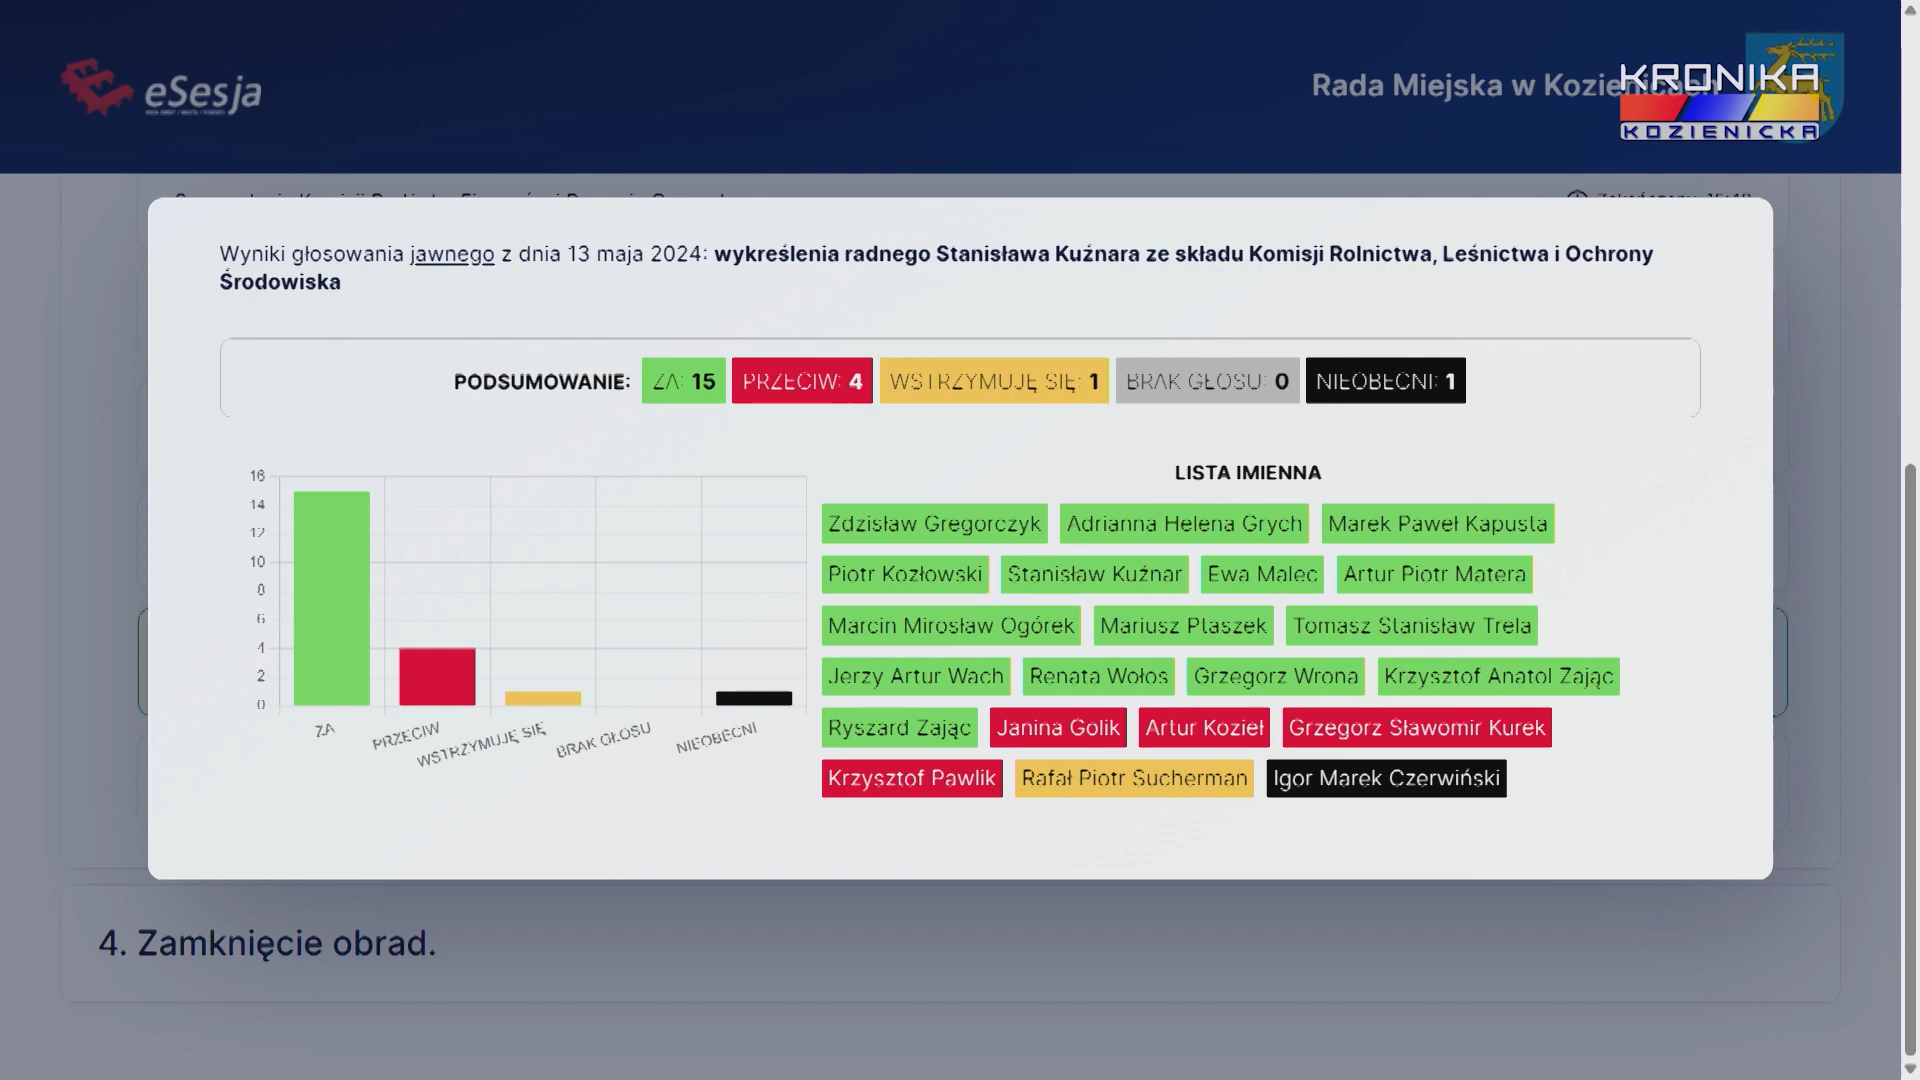 eSesja
Rada Miejska w Kozienicach
KRONIKA
KOZIENICKA
Wyniki głosowania jawnego z dnia 13 maja 2024: wykreślenia radnego Stanisława Kuźnara ze składu Komisji Rolnictwa, Leśnictwa i Ochrony
Środowiska
PODSUMOWANIE: ZA: 15 PRZECIW: 4 WSTRZYMUJĘ SIĘ: 1 BRAK GŁOSU: 0 NIEOBECNI: 1
LISTA IMIENNA
16
14
12
10
8
6
4
2
0
ZA PRZECIW WSTRZYMUJĘ SIĘ BRAK GŁOSU NIEOBECNI
Zdzisław Gregorczyk Adrianna Helena Grych Marek Paweł Kapusta
Piotr Kozłowski Stanisław Kuźnar Ewa Malec Artur Piotr Matera
Marcin Mirosław Ogórek Mariusz Ptaszek Tomasz Stanisław Trela
Jerzy Artur Wach Renata Wołos Grzegorz Wrona Krzysztof Anatol Zając
Ryszard Zając Janina Golik Artur Kozieł Grzegorz Sławomir Kurek
Krzysztof Pawlik Rafał Piotr Sucherman Igor Marek Czerwiński
4. Zamknięcie obrad.